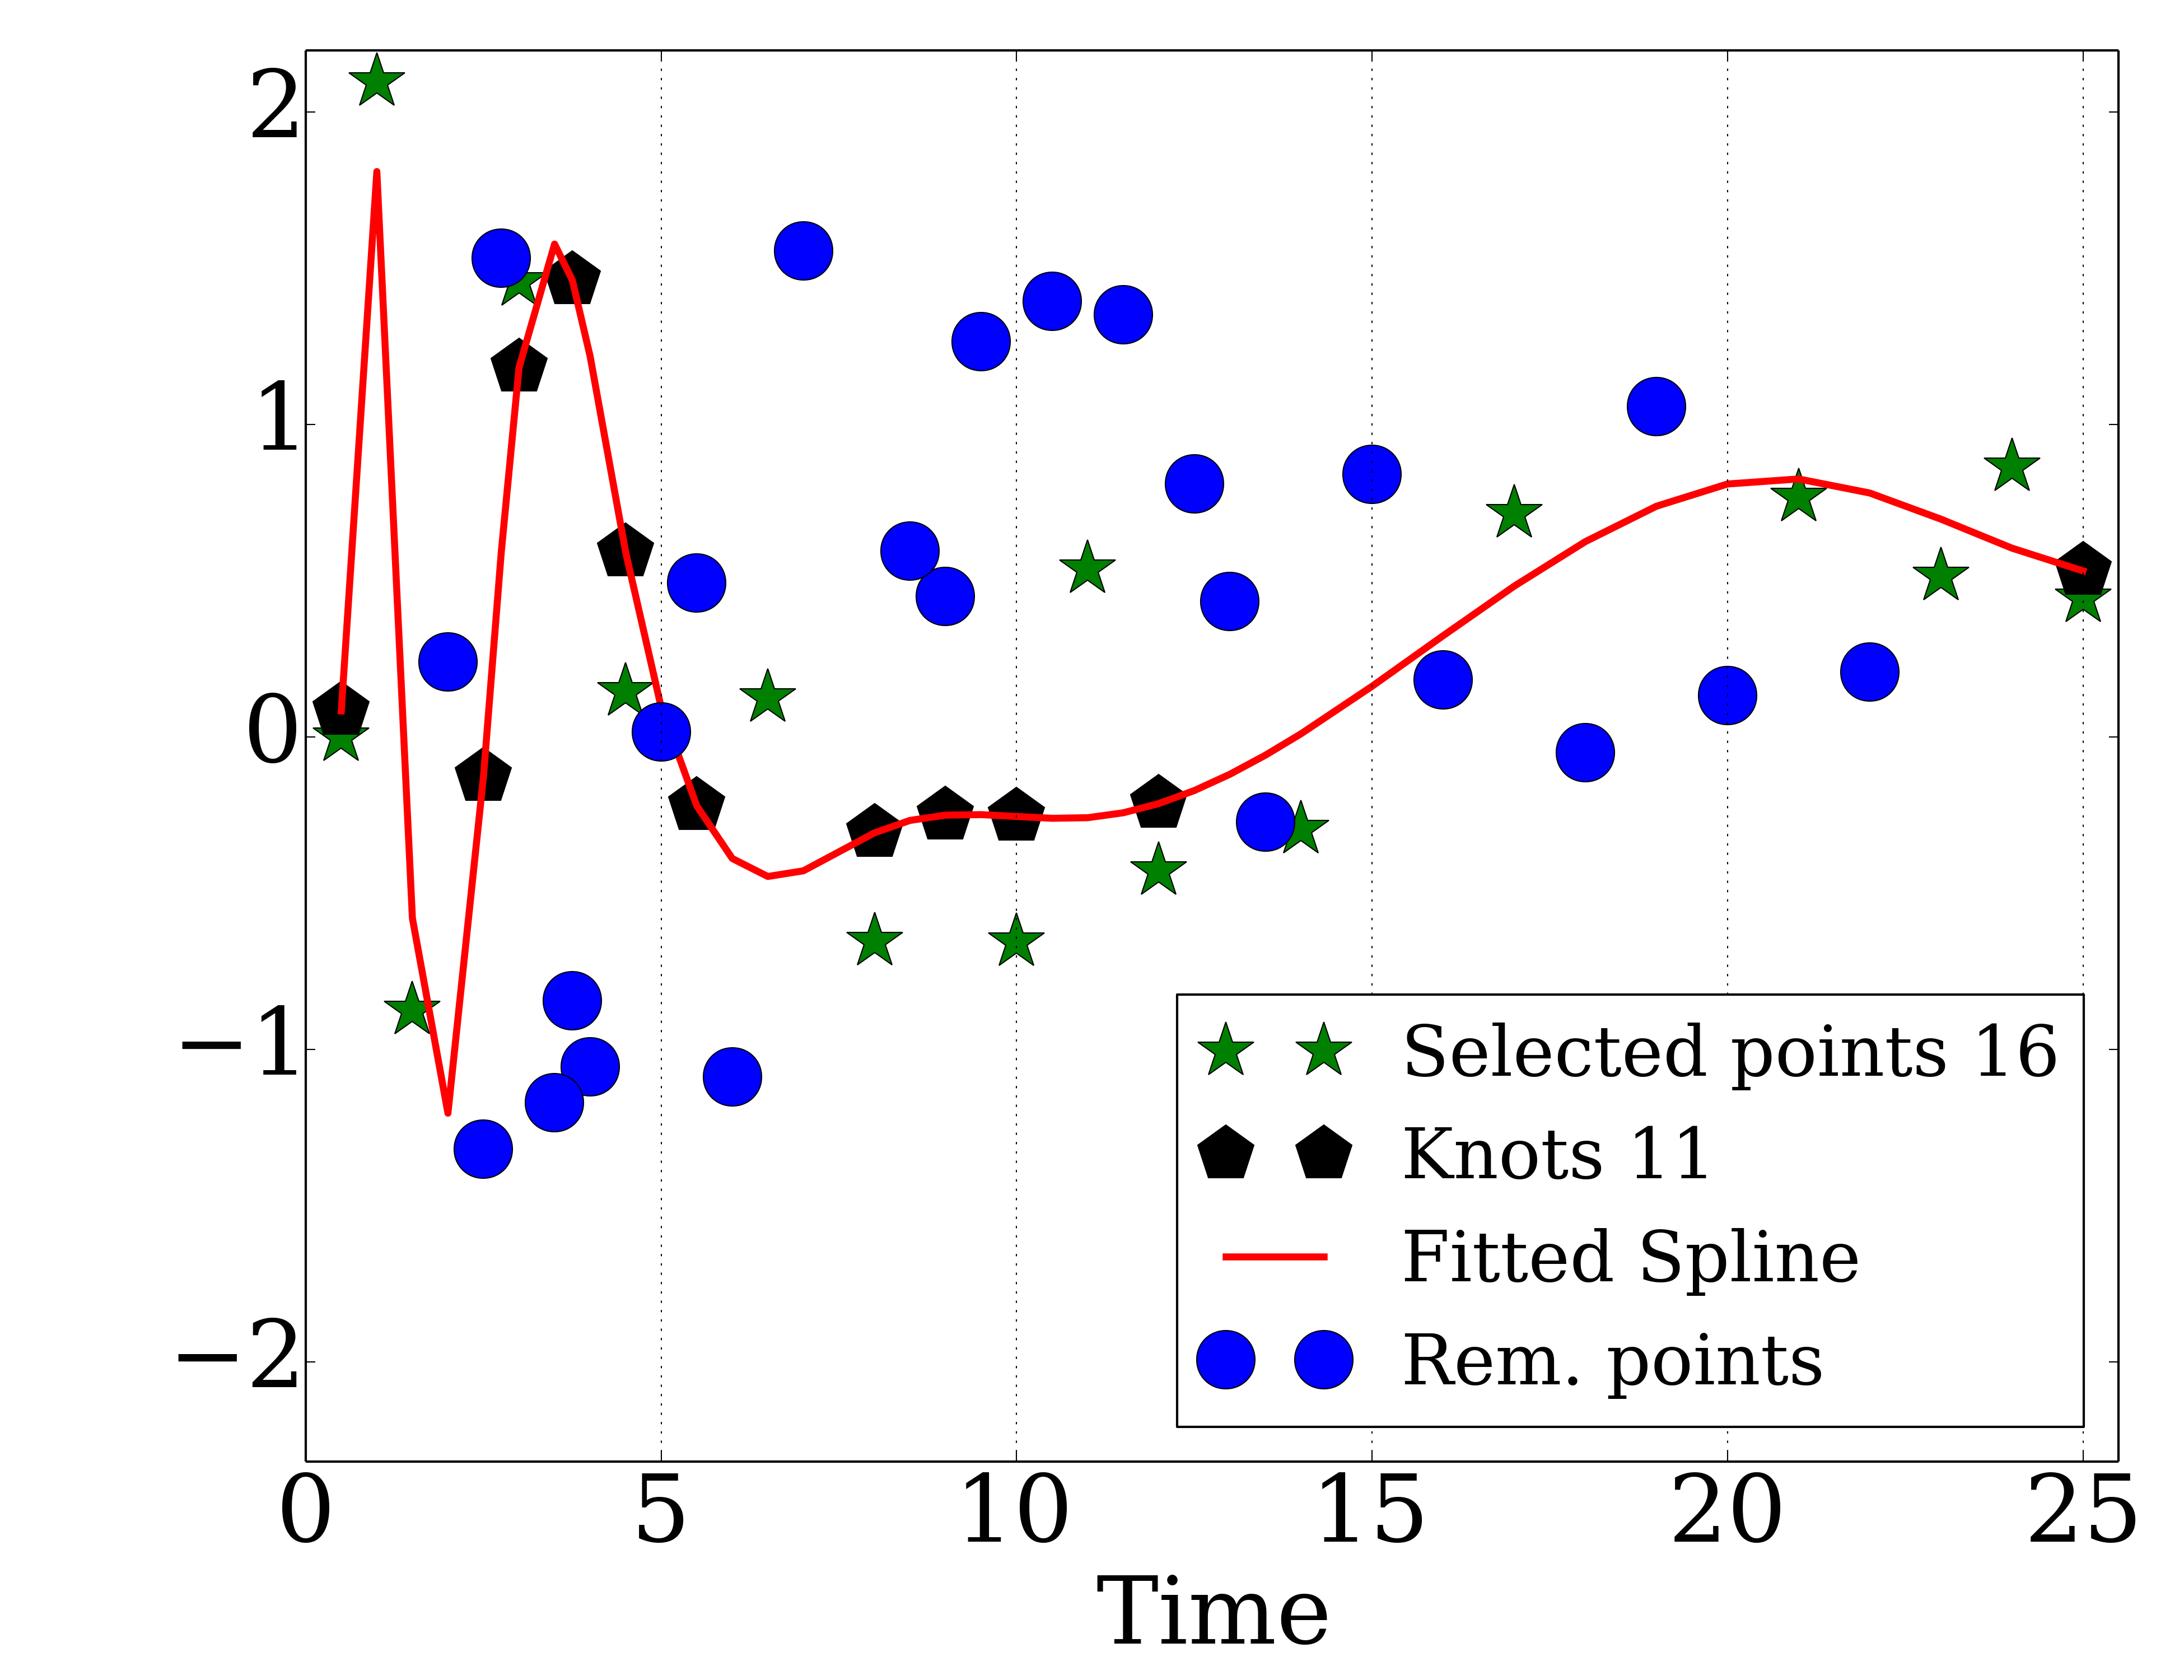 2
1
0
−1
−2
0 5 10 15 20 25
Time
Selected points 16
Knots 11
Fitted Spline
Rem. points